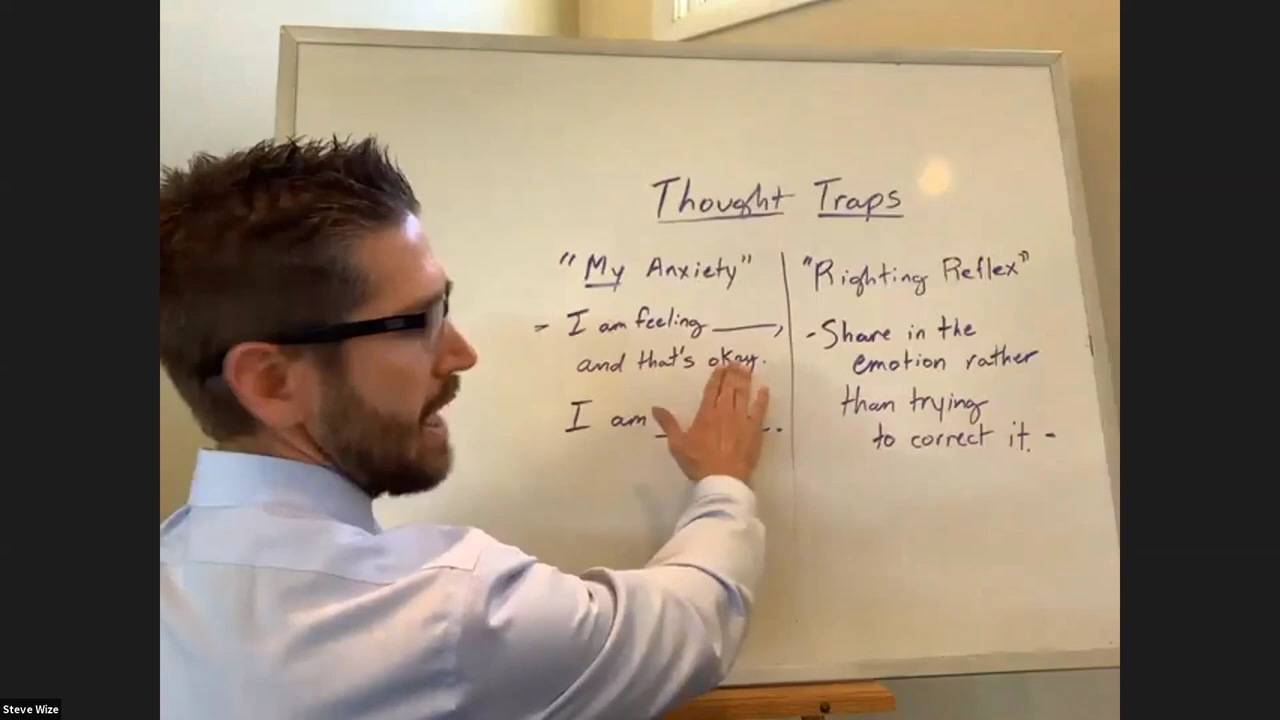 Thought Traps
"My Anxiety"
- I am feeling ____,
and that's okay.
I am
"Righting Reflex"
- Share in the
emotion rather
than trying
to correct it. -
Steve Wize